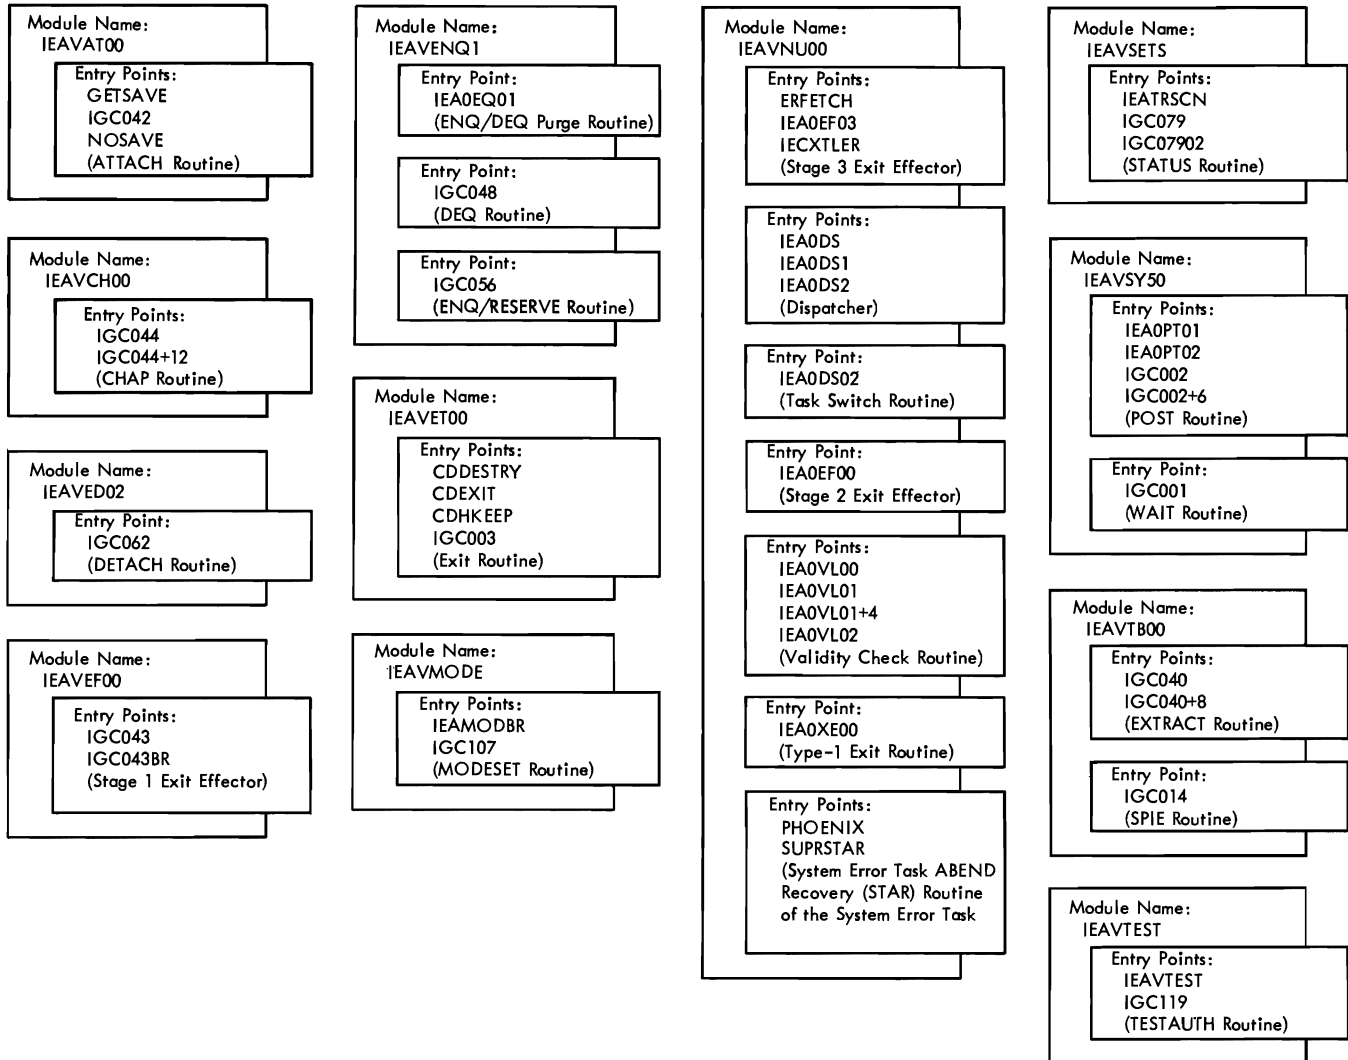 Module Name:
IEAVAT00
Entry Points:
GETSAVE
IGC042
NOSAVE
(ATTACH Routine)
Module Name:
IEAVCH00
Entry Points:
IGC044
IGC044+12
(CHAP Routine)
Module Name:
IEAVED02
Entry Point:
IGC062
(DETACH Routine)
Module Name:
IEAVEF00
Entry Points:
IGC043
IGC043BR
(Stage 1 Exit Effector)
Module Name:
IEAVENQ1
Entry Point:
IEA0EQ01
(ENQ/DEQ Purge Routine)
Entry Point:
IGC048
(DEQ Routine)
Entry Point:
IGC056
(ENQ/RESERVE Routine)
Module Name:
IEAVET00
Entry Points:
CDDESTRY
CDEXIT
CDHKEEP
IGC003
(Exit Routine)
Module Name:
IEAVMODE
Entry Points:
IEAMODBR
IGC107
(MODESET Routine)
Module Name:
IEAVNU00
Entry Points:
ERFETCH
IEA0EF03
IECXTLER
(Stage 3 Exit Effector)
Entry Points:
IEA0DS
IEA0DS1
IEA0DS2
(Dispatcher)
Entry Point:
IEA0DS02
(Task Switch Routine)
Entry Point:
IEA0EF00
(Stage 2 Exit Effector)
Entry Points:
IEA0VL00
IEA0VL01
IEA0VL01+4
IEA0VL02
(Validity Check Routine)
Entry Point:
IEA0XE00
(Type-1 Exit Routine)
Entry Points:
PHOENIX
SUPRSTAR
(System Error Task ABEND
Recovery (STAR) Routine
of the System Error Task
Module Name:
IEAVSETS
Entry Points:
IEATRSCN
IGC079
IGC07902
(STATUS Routine)
Module Name:
IEAVSY50
Entry Points:
IEA0PT01
IEA0PT02
IGC002
IGC002+6
(POST Routine)
Entry Point:
IGC001
(WAIT Routine)
Module Name:
IEAVTB00
Entry Points:
IGC040
IGC040+8
(EXTRACT Routine)
Entry Point:
IGC014
(SPIE Routine)
Module Name:
IEAVTEST
Entry Points:
IEAVTEST
IGC119
(TESTAUTH Routine)